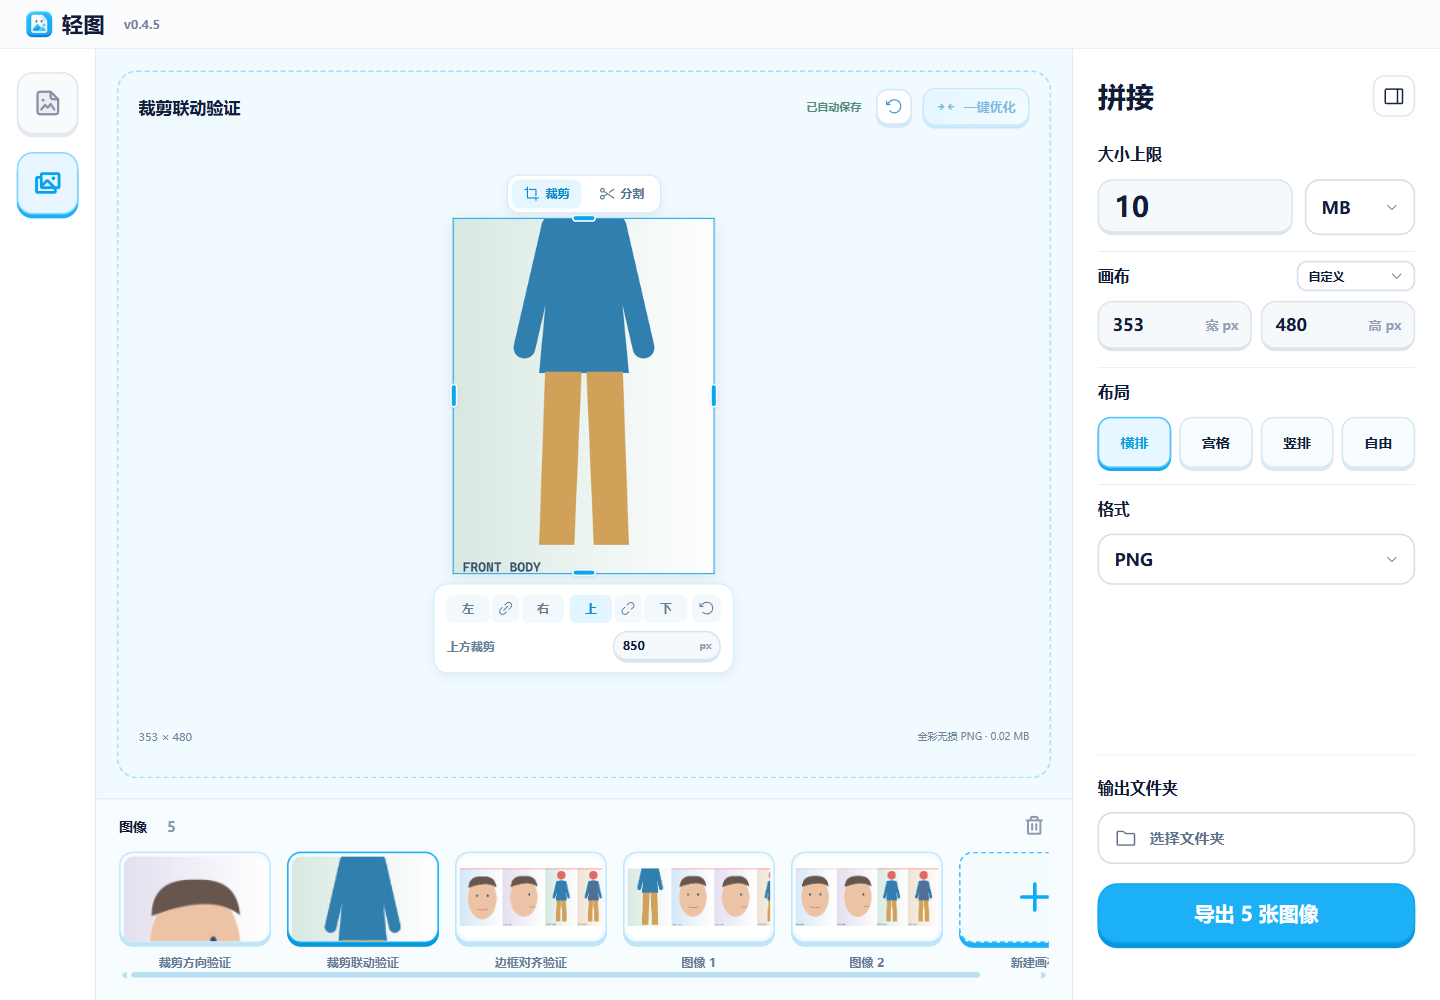 轻图 v0.4.5
裁剪联动验证
已自动保存
一键优化
裁剪
分割
FRONT BODY
左
右
上
下
上方裁剪
850 px
353 × 480
全彩无损 PNG · 0.02 MB
图像 5
裁剪方向验证
裁剪联动验证
边框对齐验证
图像 1
图像 2
新建画
拼接
大小上限
10
MB
画布
自定义
353 宽 px
480 高 px
布局
横排
宫格
竖排
自由
格式
PNG
输出文件夹
选择文件夹
导出 5 张图像